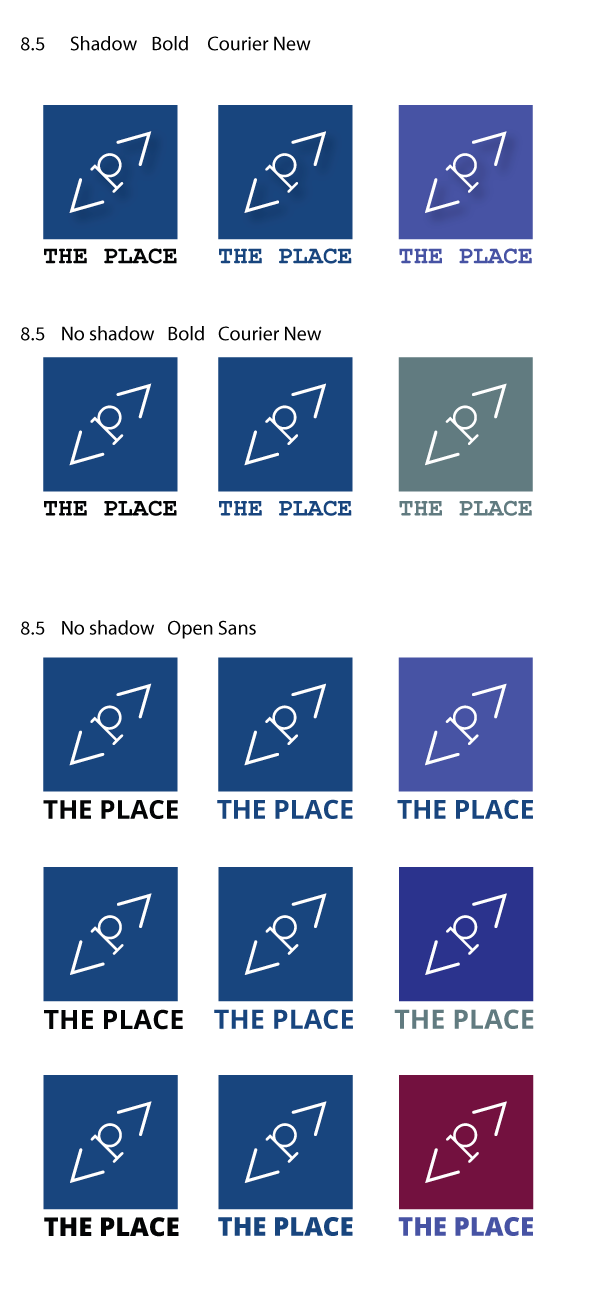 8.5 Shadow Bold Courier New
<p>
<p>
<p>
THE PLACE
THE PLACE
THE PLACE
8.5 No shadow Bold Courier New
<p>
<p>
<p>
THE PLACE
THE PLACE
THE PLACE
8.5 No shadow Open Sans
<p>
<p>
<p>
THE PLACE
THE PLACE
THE PLACE
<p>
<p>
<p>
THE PLACE
THE PLACE
THE PLACE
<p>
<p>
<p>
THE PLACE
THE PLACE
THE PLACE